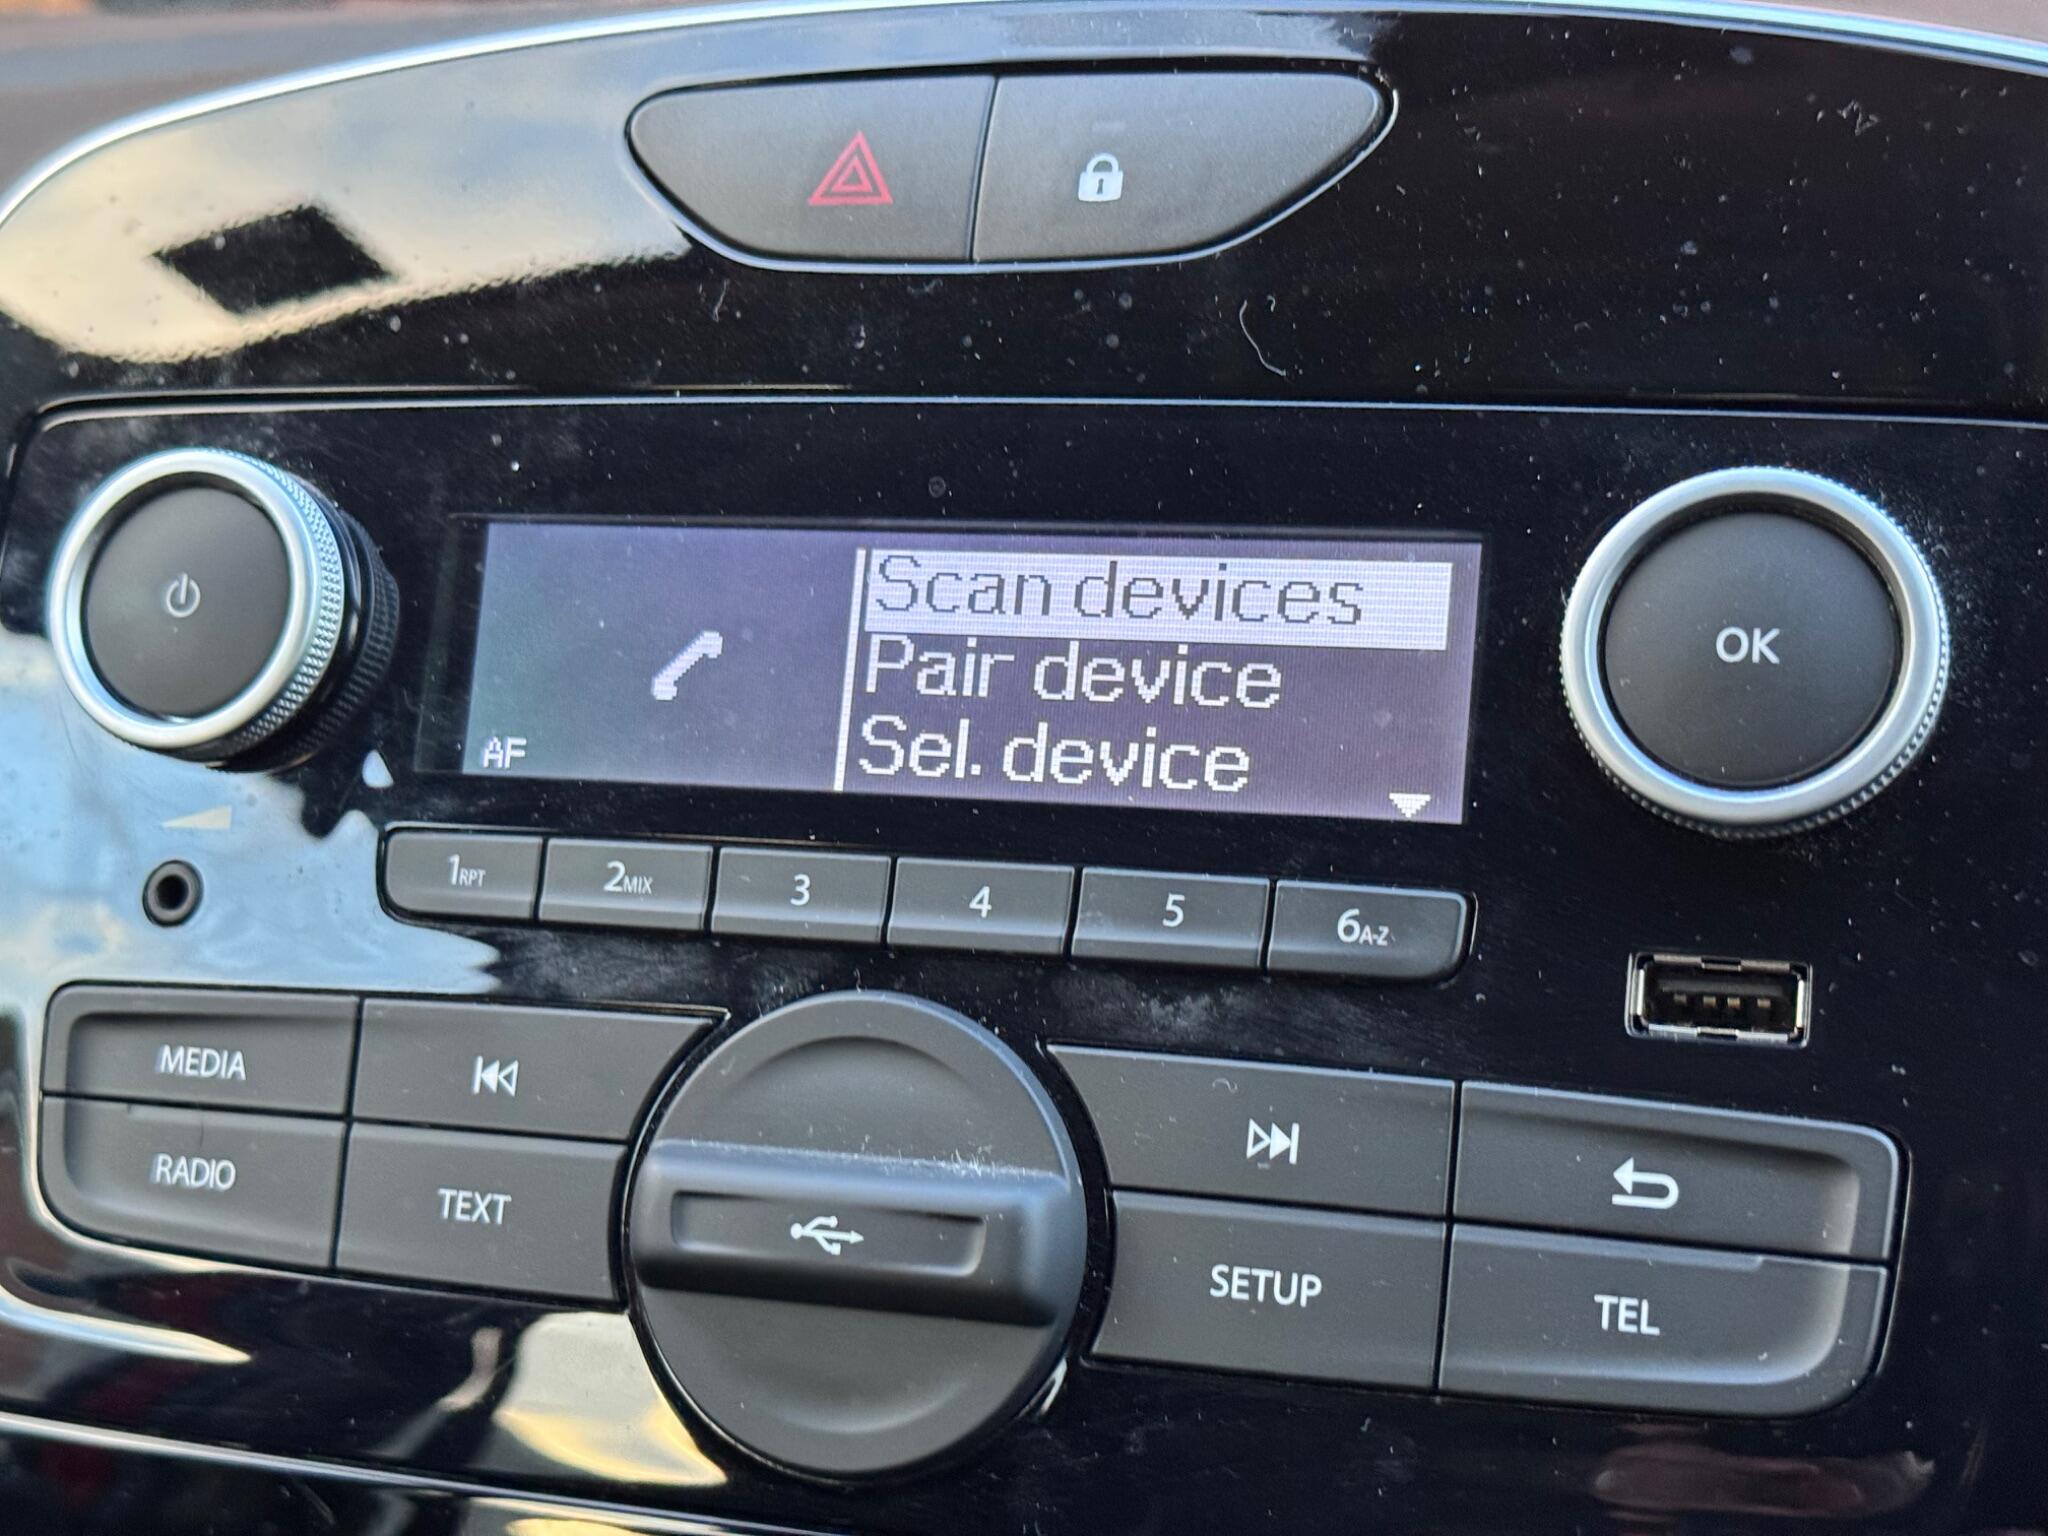 Scan devices
Pair device
Sel. device
AF
OK
1RPT
2MIX
3
4
5
6A-Z
MEDIA
RADIO
TEXT
SETUP
TEL